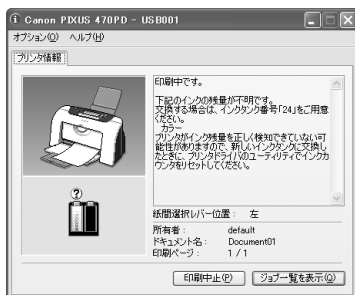 Canon PIXUS 470PD - USB001
オプション(O) ヘルプ(H)
プリンタ情報
印刷中です。
下記のインクの残量が不明です。
交換する場合は、インクタンク番号「24」をご用意
ください。
カラー
プリンタがインク残量を正しく検知できていない可
能性がありますので、新しいインクタンクに交換し
たときに、プリンタドライバのユーティリティでインクカ
ウンタをリセットしてください。
?
紙間選択レバー位置： 左
所有者： default
ドキュメント名： Document01
印刷ページ： 1 / 1
印刷中止(P) ジョブ一覧を表示(Q)